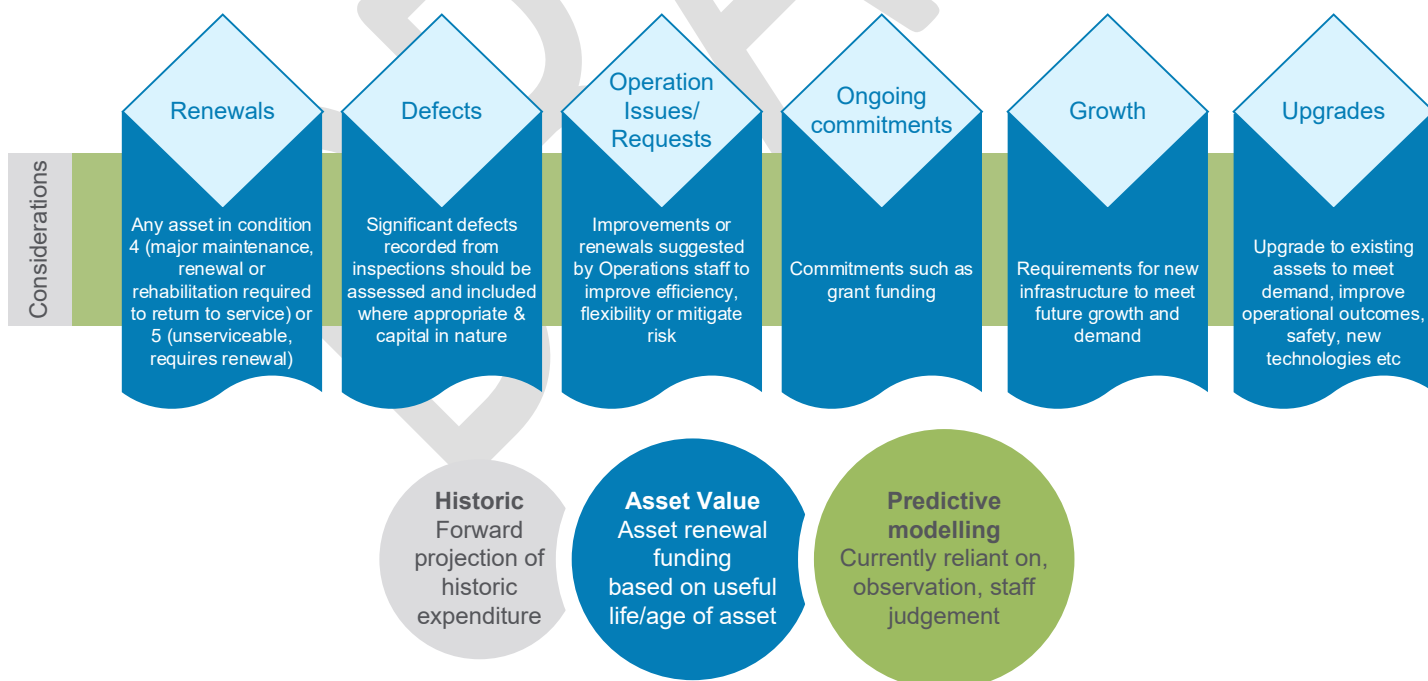 Renewals
Defects
Operation
Issues/
Requests
Ongoing
commitments
Growth
Upgrades
Considerations
Any asset in condition
4 (major maintenance,
renewal or
rehabilitation required
to return to service) or
5 (unserviceable,
requires renewal)
Significant defects
recorded from
inspections should be
assessed and included
where appropriate &
capital in nature
Improvements or
renewals suggested
by Operations staff to
improve efficiency,
flexibility or mitigate
risk
Commitments such as
grant funding
Requirements for new
infrastructure to meet
future growth and
demand
Upgrade to existing
assets to meet
demand, improve
operational outcomes,
safety, new
technologies etc
Historic
Forward
projection of
historic
expenditure
Asset Value
Asset renewal
funding
based on useful
life/age of asset
Predictive
modelling
Currently reliant on,
observation, staff
judgement